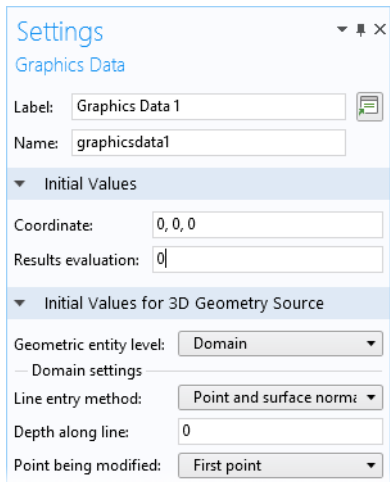 Settings
Graphics Data
Label: Graphics Data 1
Name: graphicsdata1
Initial Values
Coordinate: 0, 0, 0
Results evaluation: 0
Initial Values for 3D Geometry Source
Geometric entity level: Domain
Domain settings
Line entry method: Point and surface norma
Depth along line: 0
Point being modified: First point